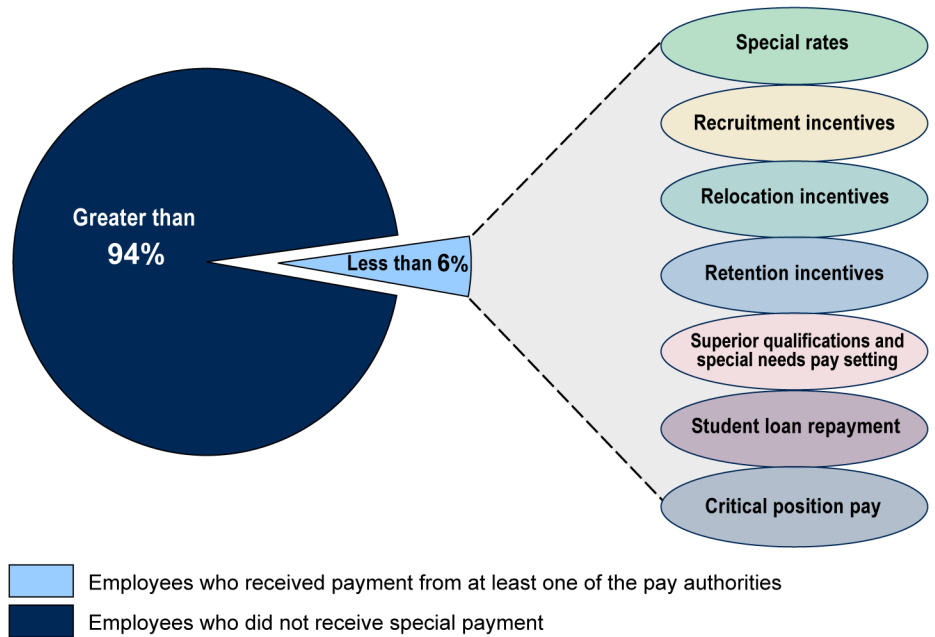 Greater than
94%
Less than 6%
Special rates
Recruitment incentives
Relocation incentives
Retention incentives
Superior qualifications and
special needs pay setting
Student loan repayment
Critical position pay
Employees who received payment from at least one of the pay authorities
Employees who did not receive special payment